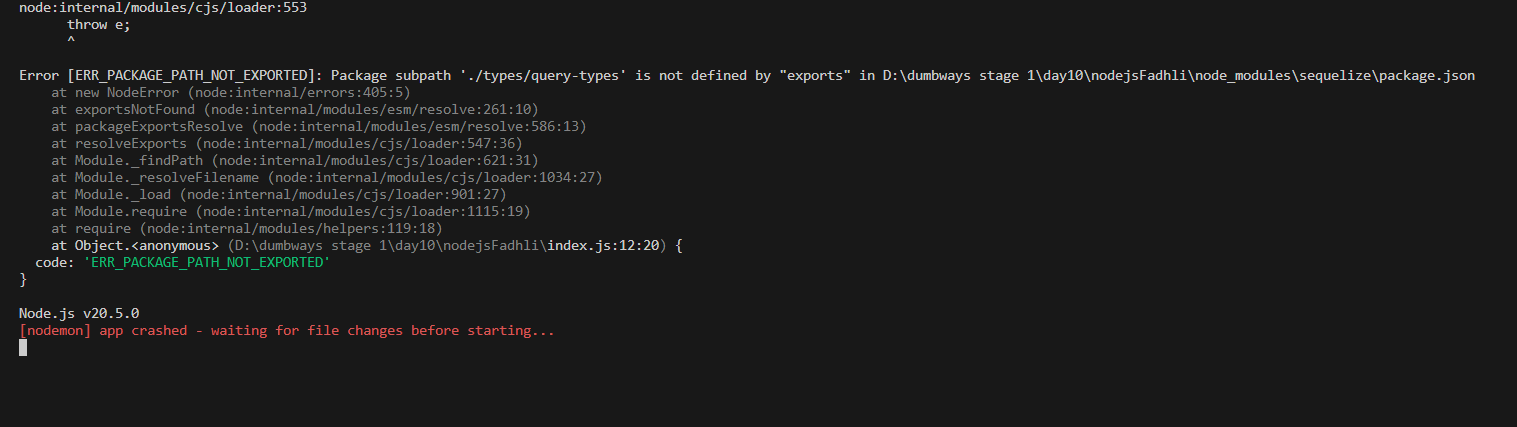 node:internal/modules/cjs/loader:553
      throw e;
      ^

Error [ERR_PACKAGE_PATH_NOT_EXPORTED]: Package subpath './types/query-types' is not defined by "exports" in D:\dumbways stage 1\day10\nodejsFadhli\node_modules\sequelize\package.json
    at new NodeError (node:internal/errors:405:5)
    at exportsNotFound (node:internal/modules/esm/resolve:261:10)
    at packageExportsResolve (node:internal/modules/esm/resolve:586:13)
    at resolveExports (node:internal/modules/cjs/loader:547:36)
    at Module._findPath (node:internal/modules/cjs/loader:621:31)
    at Module._resolveFilename (node:internal/modules/cjs/loader:1034:27)
    at Module._load (node:internal/modules/cjs/loader:901:27)
    at Module.require (node:internal/modules/cjs/loader:1115:19)
    at require (node:internal/modules/helpers:119:18)
    at Object.<anonymous> (D:\dumbways stage 1\day10\nodejsFadhli\index.js:12:20) {
  code: 'ERR_PACKAGE_PATH_NOT_EXPORTED'
}

Node.js v20.5.0
[nodemon] app crashed - waiting for file changes before starting...